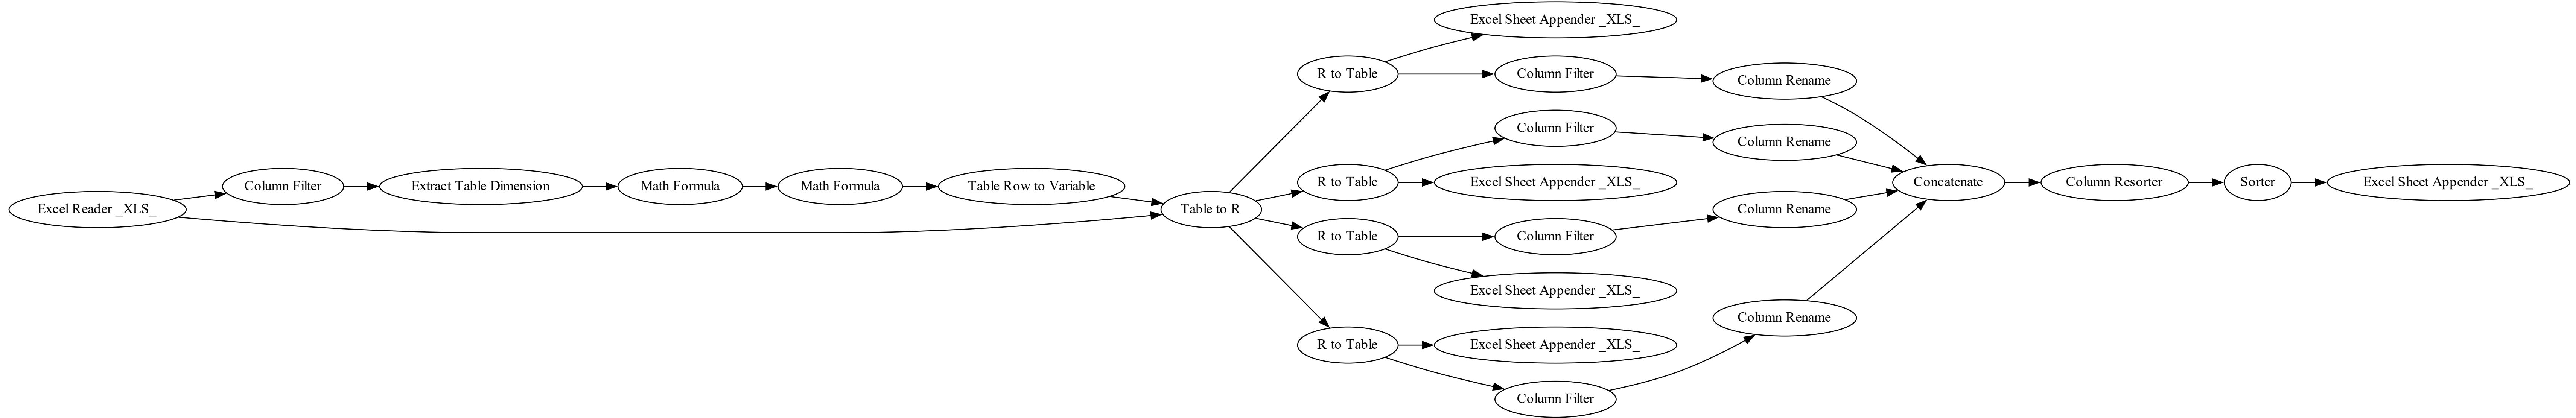 Excel Reader _XLS_
Column Filter
Extract Table Dimension
Math Formula
Math Formula
Table Row to Variable
Table to R
R to Table
Excel Sheet Appender _XLS_
Column Filter
Column Rename
R to Table
Column Filter
Column Rename
Excel Sheet Appender _XLS_
R to Table
Column Filter
Column Rename
Excel Sheet Appender _XLS_
R to Table
Excel Sheet Appender _XLS_
Column Filter
Column Rename
Concatenate
Column Resorter
Sorter
Excel Sheet Appender _XLS_